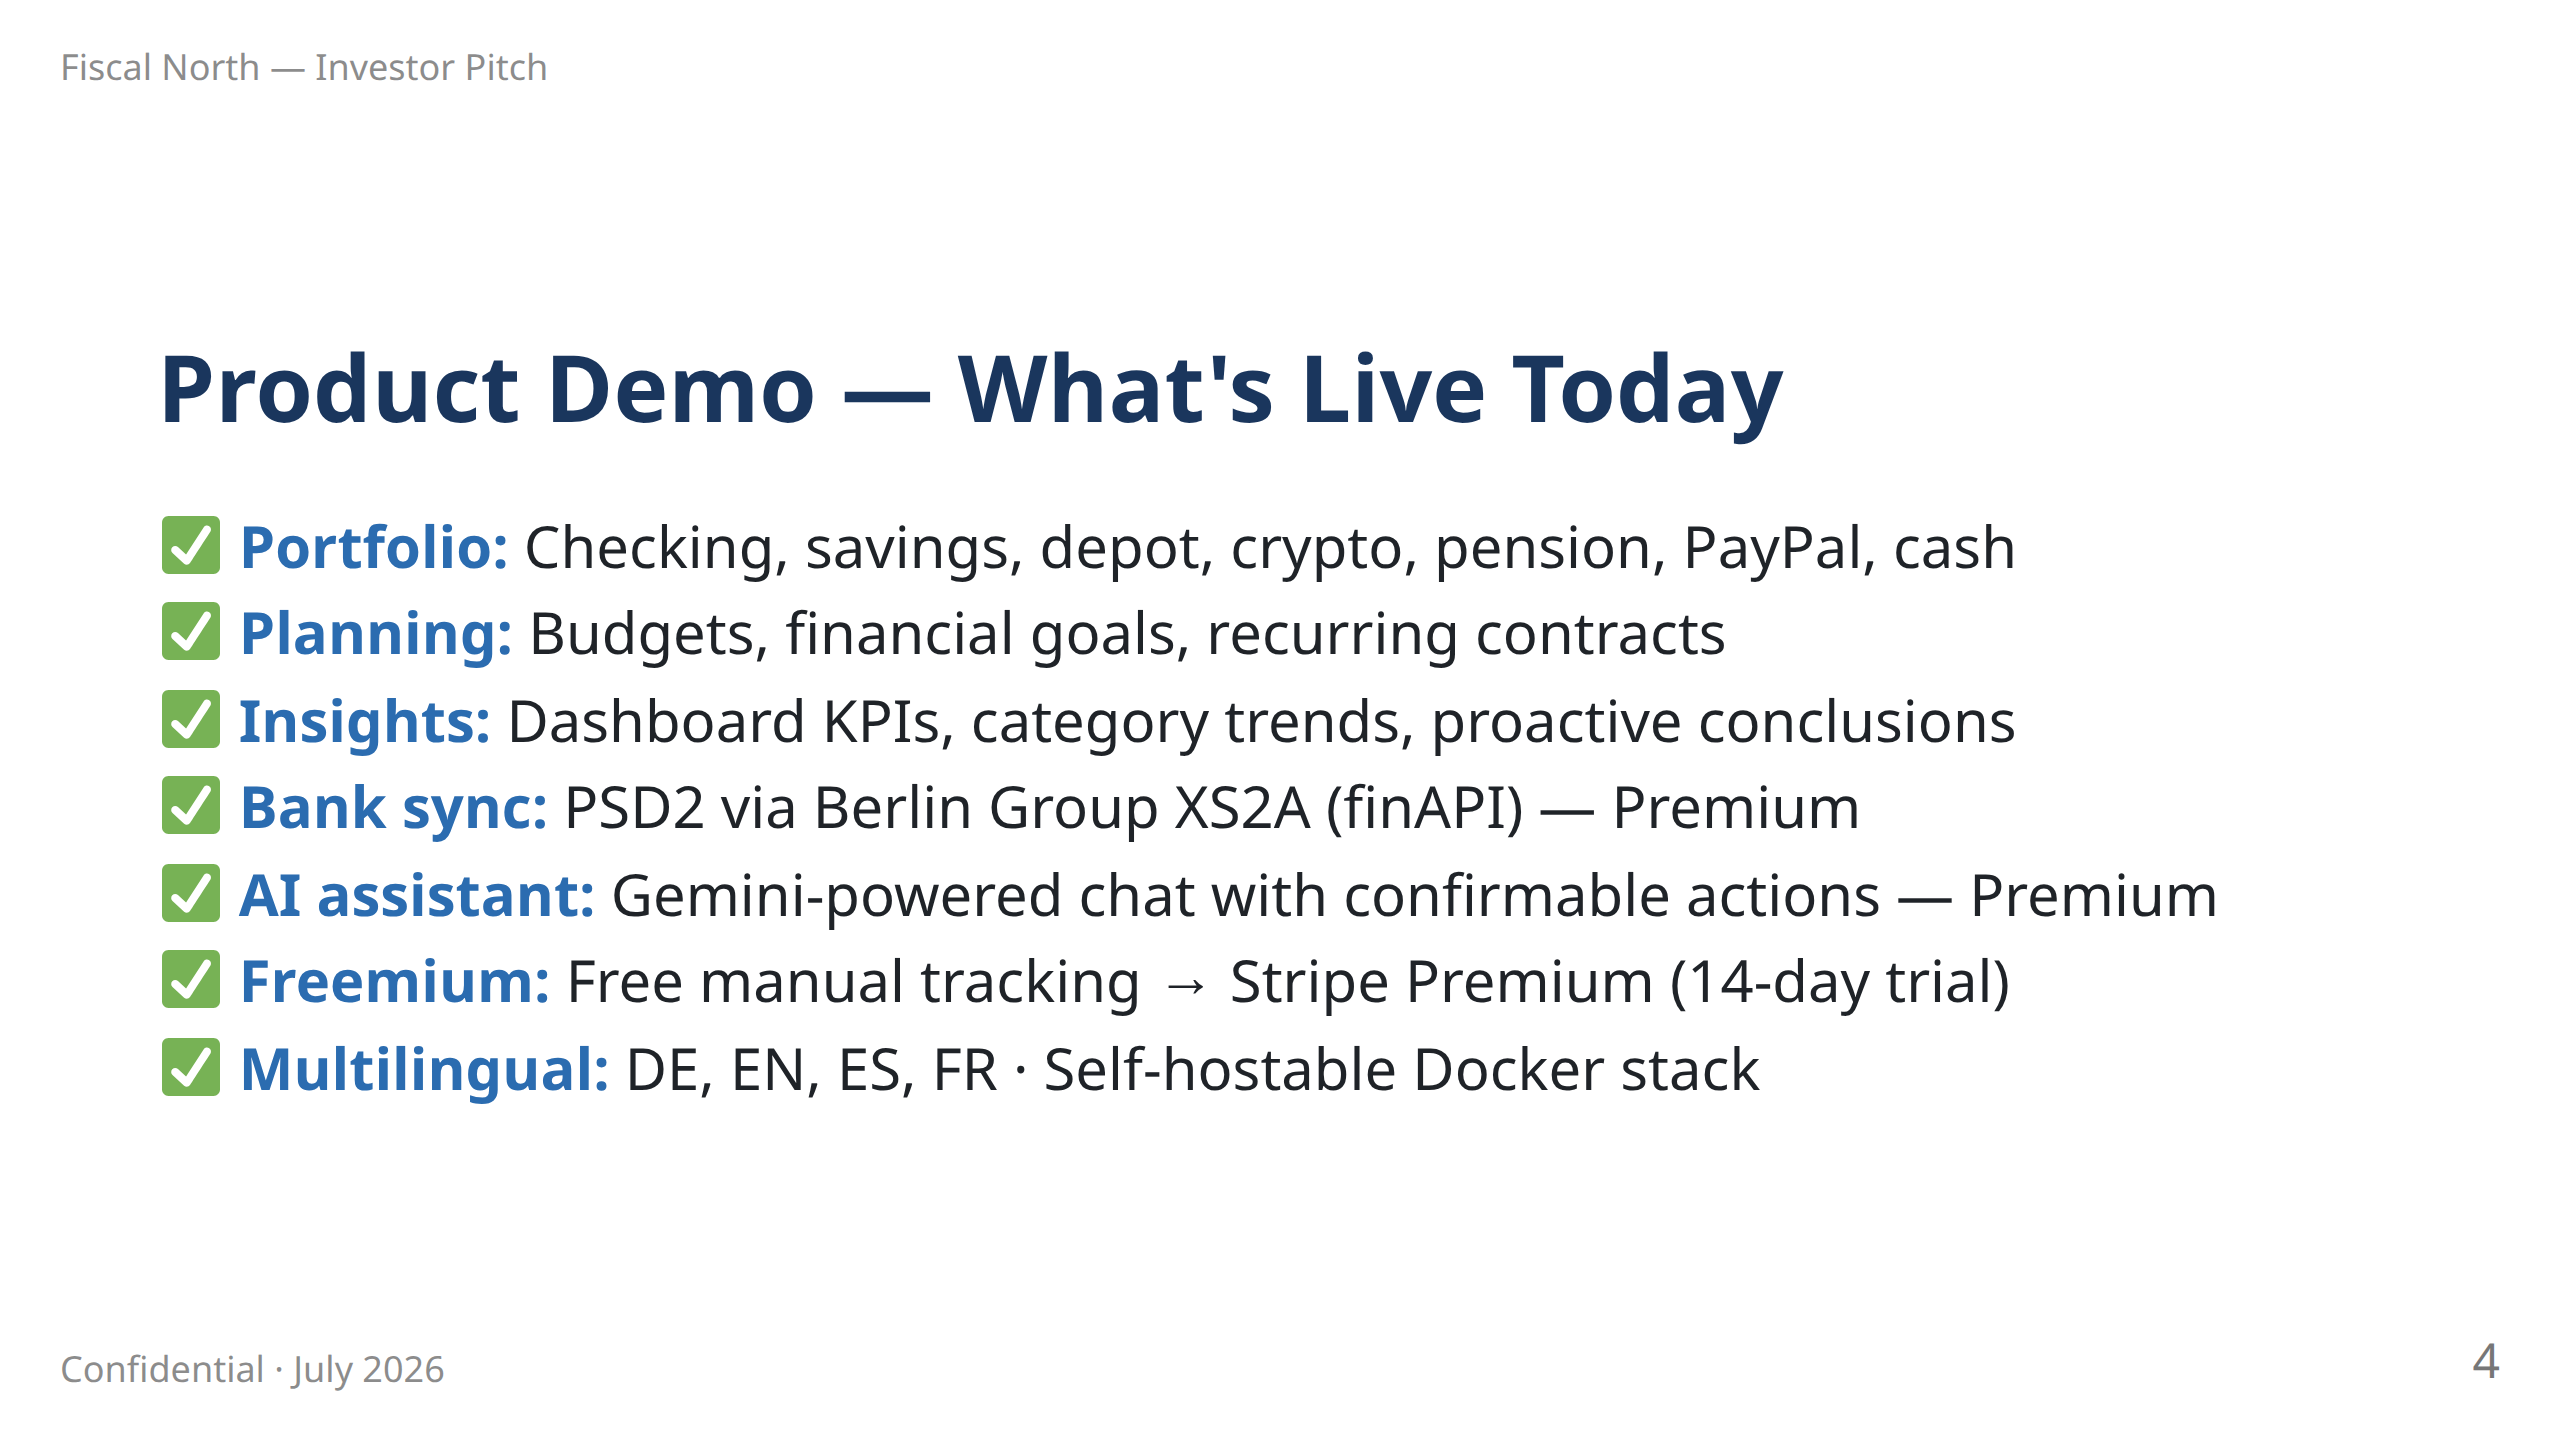 Fiscal North — Investor Pitch
Product Demo — What's Live Today
✅ Portfolio: Checking, savings, depot, crypto, pension, PayPal, cash
✅ Planning: Budgets, financial goals, recurring contracts
✅ Insights: Dashboard KPIs, category trends, proactive conclusions
✅ Bank sync: PSD2 via Berlin Group XS2A (finAPI) — Premium
✅ AI assistant: Gemini-powered chat with confirmable actions — Premium
✅ Freemium: Free manual tracking → Stripe Premium (14-day trial)
✅ Multilingual: DE, EN, ES, FR · Self-hostable Docker stack
Confidential · July 2026
4